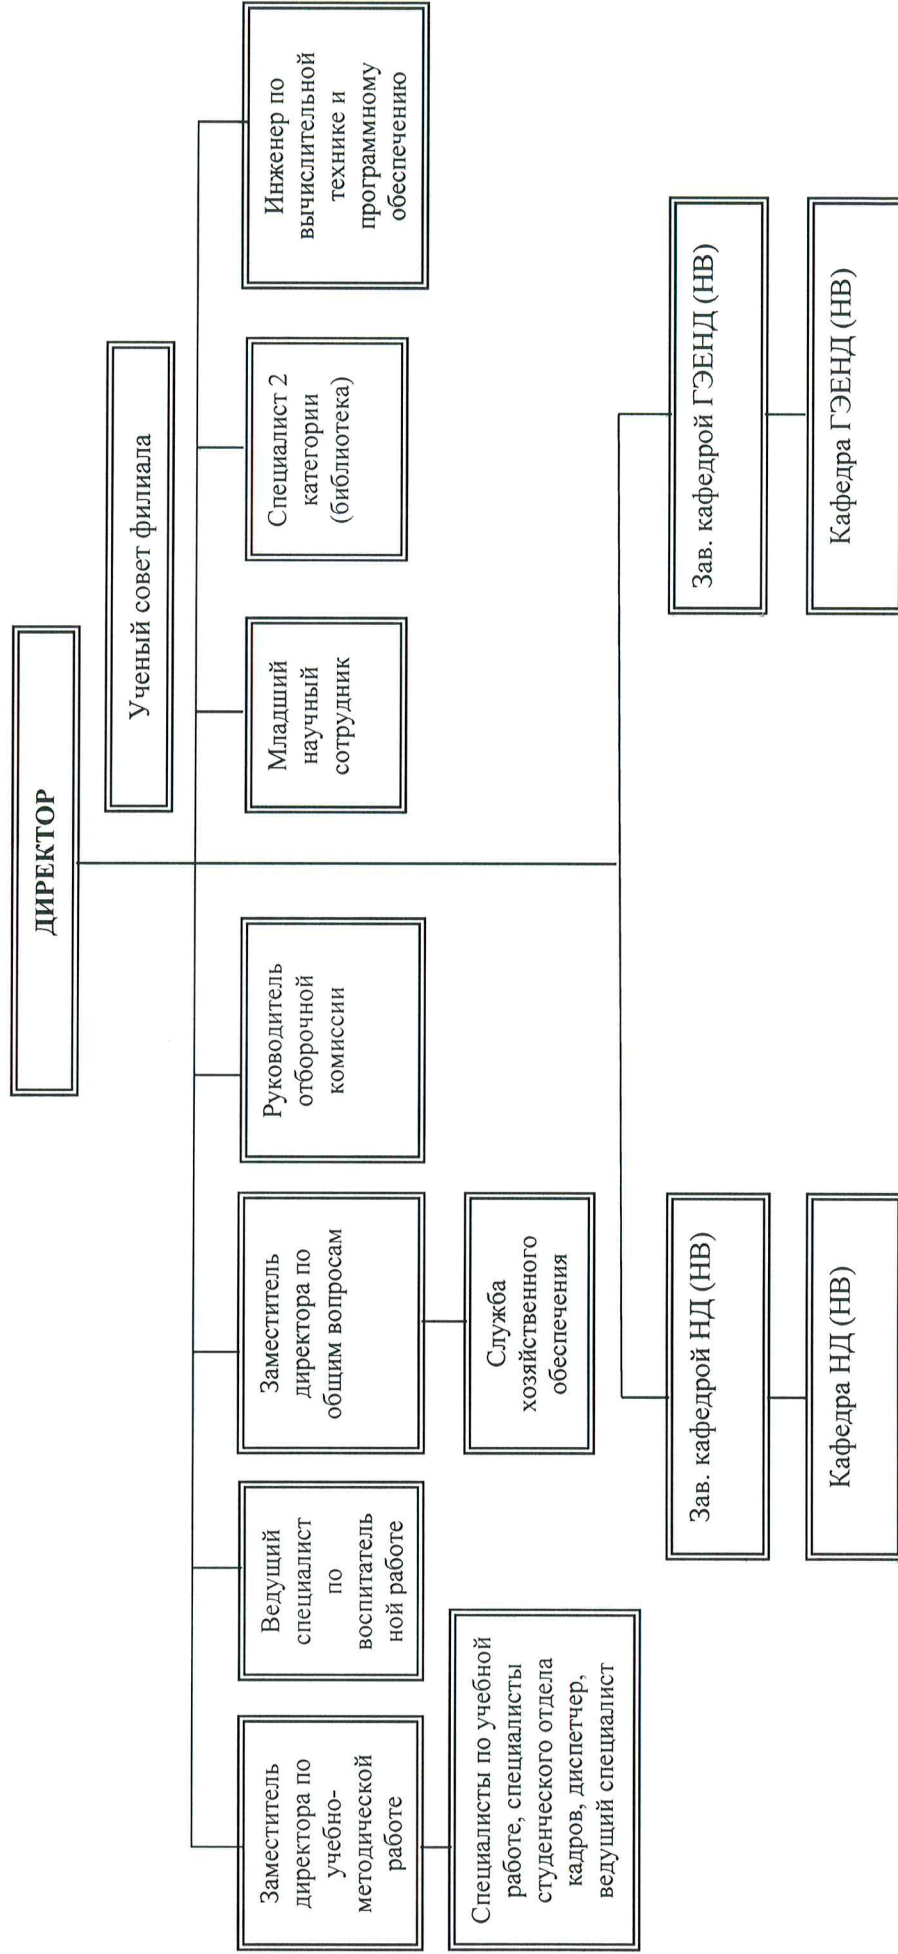 ДИРЕКТОР
Ученый совет филиала
Заместитель
директора по
учебно-
методической
работе
Ведущий
специалист
по
воспитатель
ной работе
Заместитель
директора по
общим вопросам
Руководитель
отборочной
комиссии
Младший
научный
сотрудник
Специалист 2
категории
(библиотека)
Инженер по
вычислительной
технике и
программному
обеспечению
Специалисты по учебной
работе, специалисты
студенческого отдела
кадров, диспетчер,
ведущий специалист
Служба
хозяйственного
обеспечения
Зав. кафедрой НД (НВ)
Зав. кафедрой ГЭЕНД (НВ)
Кафедра НД (НВ)
Кафедра ГЭЕНД (НВ)